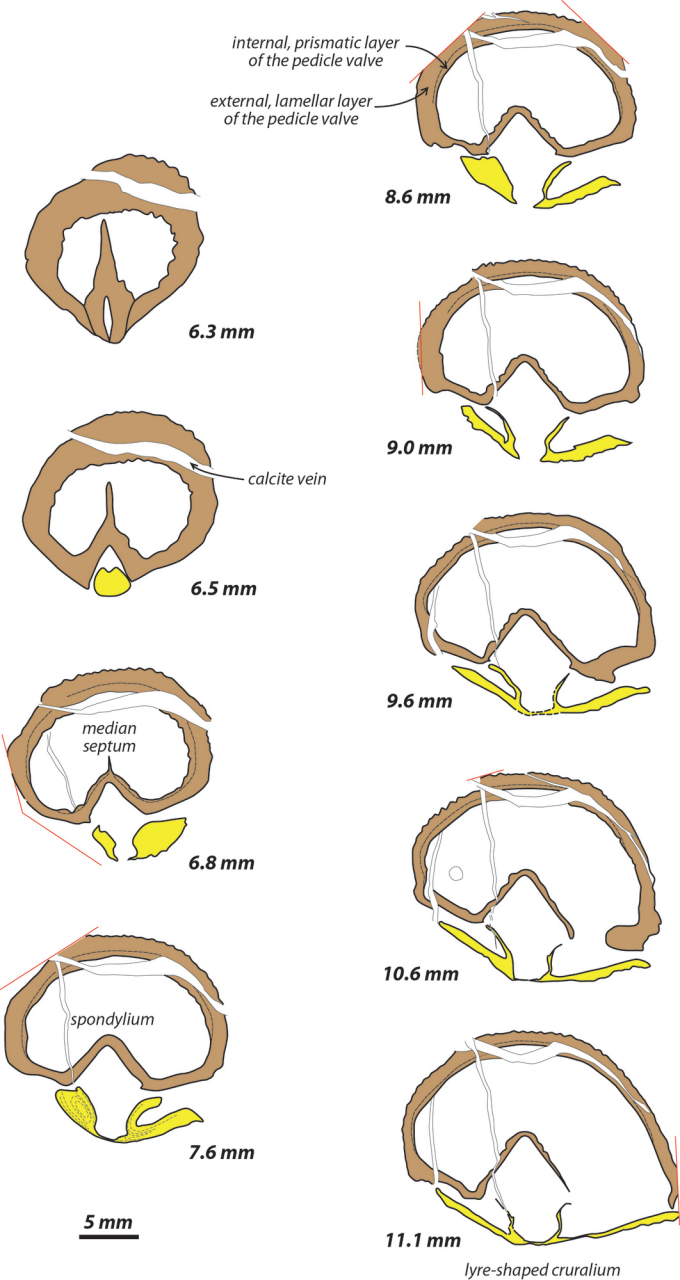 internal, prismatic layer
of the pedicle valve
external, lamellar layer
of the pedicle valve
8.6 mm
6.3 mm
9.0 mm
calcite vein
6.5 mm
9.6 mm
median
septum
6.8 mm
10.6 mm
spondylium
7.6 mm
5 mm
11.1 mm
lyre-shaped cruralium